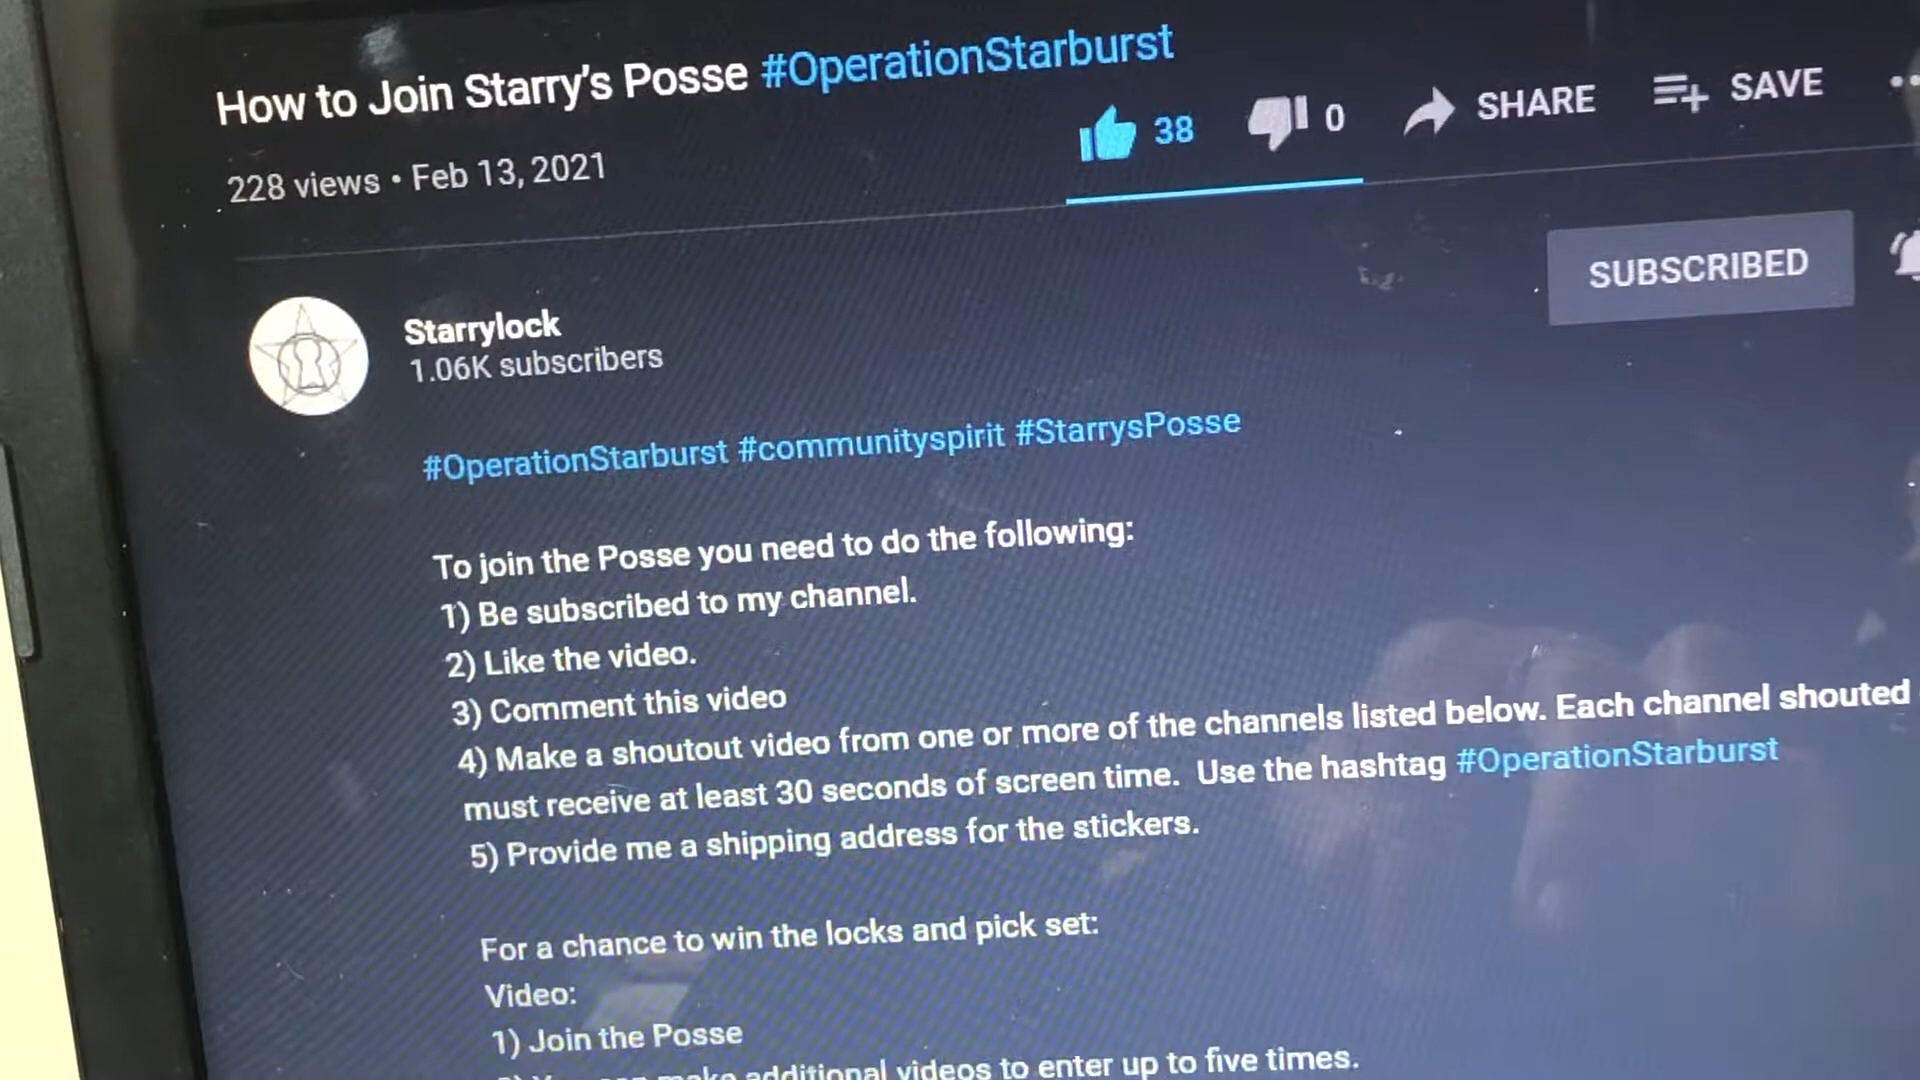 How to Join Starry's Posse #OperationStarburst
228 views • Feb 13, 2021
38
0
SHARE
SAVE
SUBSCRIBED
Starrylock
1.06K subscribers
#OperationStarburst #communityspirit #StarrysPosse
To join the Posse you need to do the following:
1) Be subscribed to my channel.
2) Like the video.
3) Comment this video
4) Make a shoutout video from one or more of the channels listed below. Each channel shouted
must receive at least 30 seconds of screen time. Use the hashtag #OperationStarburst
5) Provide me a shipping address for the stickers.
For a chance to win the locks and pick set:
Video:
1) Join the Posse
make additional videos to enter up to five times.